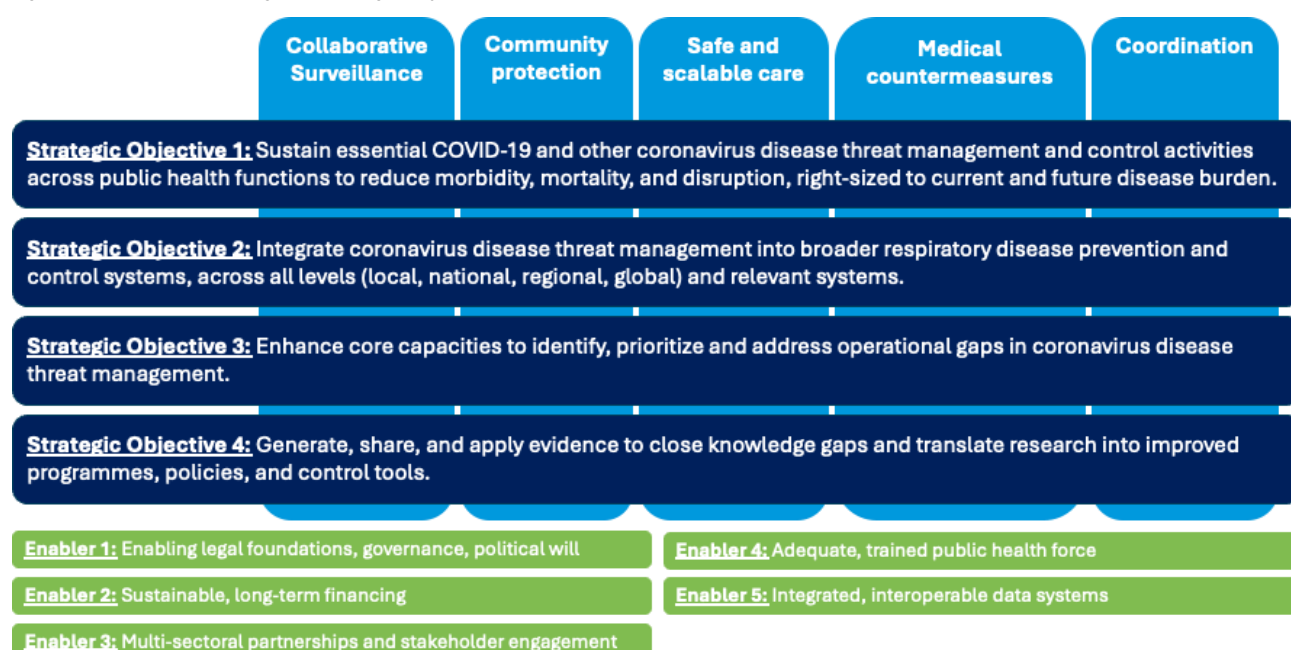 Collaborative
Surveillance
Community
protection
Safe and
scalable care
Medical
countermeasures
Coordination
Strategic Objective 1: Sustain essential COVID-19 and other coronavirus disease threat management and control activities
across public health functions to reduce morbidity, mortality, and disruption, right-sized to current and future disease burden.
Strategic Objective 2: Integrate coronavirus disease threat management into broader respiratory disease prevention and
control systems, across all levels (local, national, regional, global) and relevant systems.
Strategic Objective 3: Enhance core capacities to identify, prioritize and address operational gaps in coronavirus disease
threat management.
Strategic Objective 4: Generate, share, and apply evidence to close knowledge gaps and translate research into improved
programmes, policies, and control tools.
Enabler 1: Enabling legal foundations, governance, political will
Enabler 2: Sustainable, long-term financing
Enabler 3: Multi-sectoral partnerships and stakeholder engagement
Enabler 4: Adequate, trained public health force
Enabler 5: Integrated, interoperable data systems